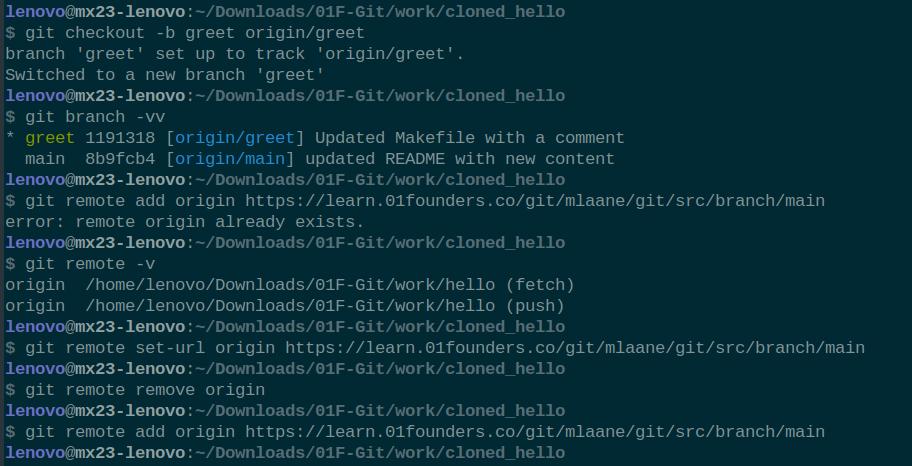 lenovo@mx23-lenovo:~/Downloads/01F-Git/work/cloned_hello
$ git checkout -b greet origin/greet
branch 'greet' set up to track 'origin/greet'.
Switched to a new branch 'greet'
lenovo@mx23-lenovo:~/Downloads/01F-Git/work/cloned_hello
$ git branch -vv
* greet 1191318 [origin/greet] Updated Makefile with a comment
  main  8b9fcb4 [origin/main] updated README with new content
lenovo@mx23-lenovo:~/Downloads/01F-Git/work/cloned_hello
$ git remote add origin https://learn.01founders.co/git/mlaane/git/src/branch/main
error: remote origin already exists.
lenovo@mx23-lenovo:~/Downloads/01F-Git/work/cloned_hello
$ git remote -v
origin  /home/lenovo/Downloads/01F-Git/work/hello (fetch)
origin  /home/lenovo/Downloads/01F-Git/work/hello (push)
lenovo@mx23-lenovo:~/Downloads/01F-Git/work/cloned_hello
$ git remote set-url origin https://learn.01founders.co/git/mlaane/git/src/branch/main
lenovo@mx23-lenovo:~/Downloads/01F-Git/work/cloned_hello
$ git remote remove origin
lenovo@mx23-lenovo:~/Downloads/01F-Git/work/cloned_hello
$ git remote add origin https://learn.01founders.co/git/mlaane/git/src/branch/main
lenovo@mx23-lenovo:~/Downloads/01F-Git/work/cloned_hello